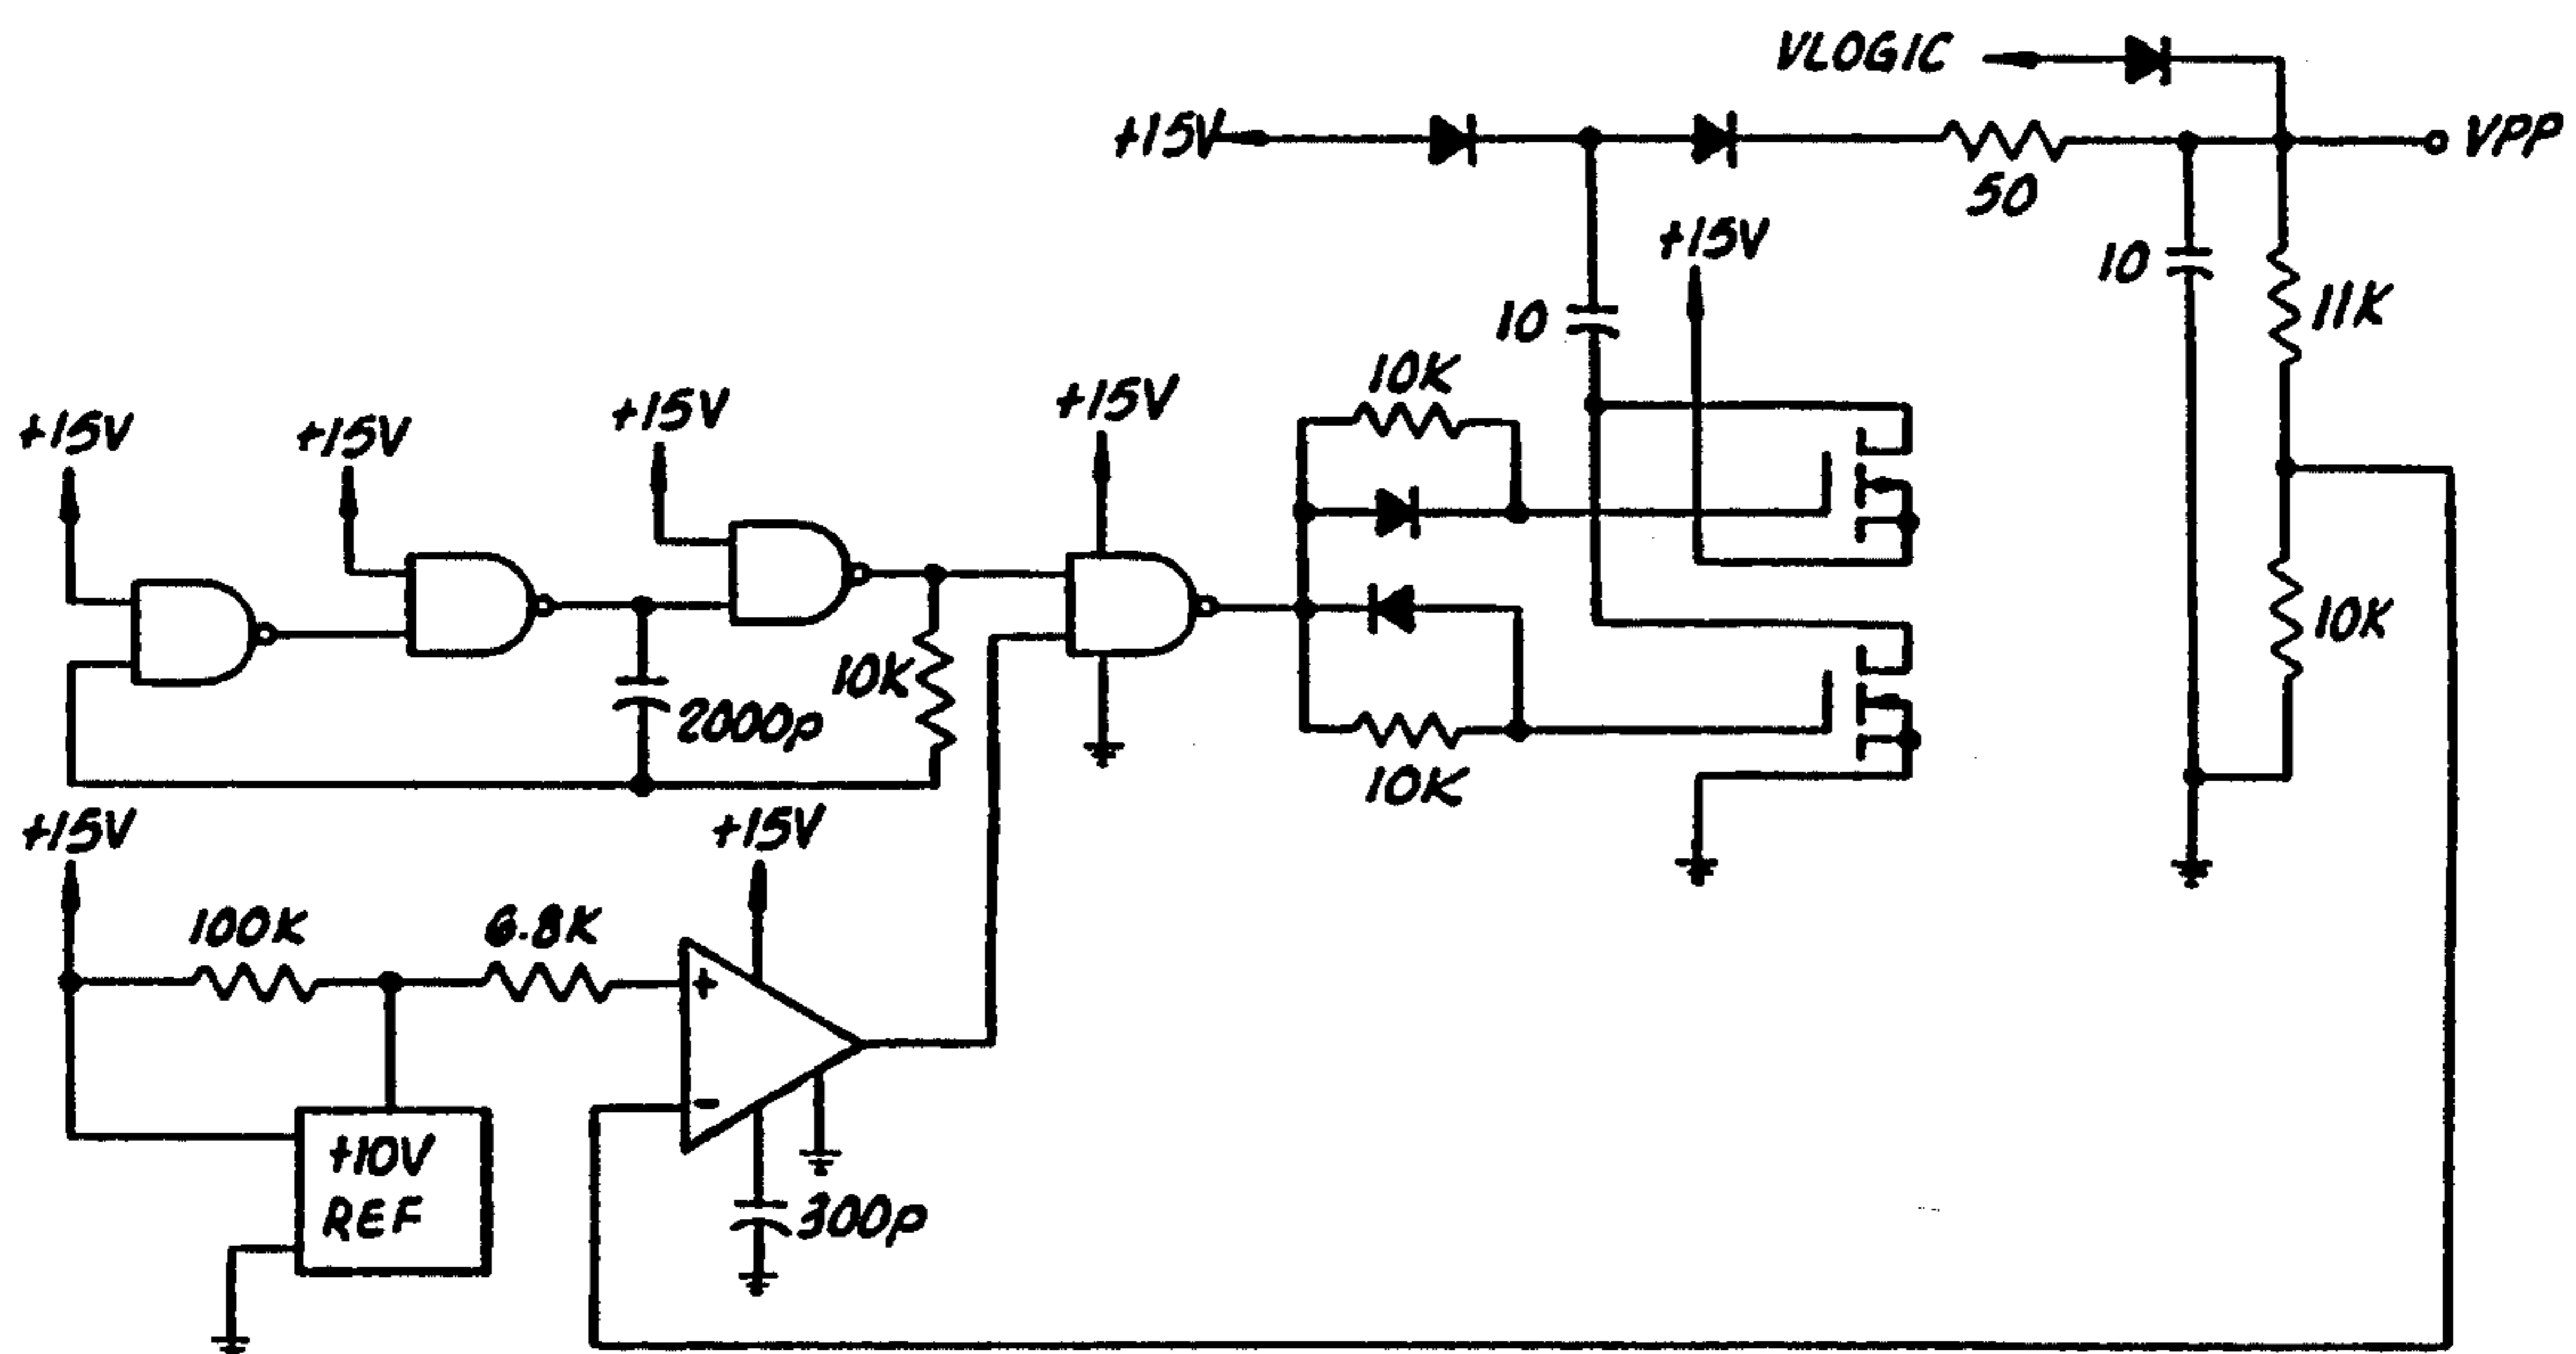 VLOGIC
+15V
VPP
50
+15V
10
10
11K
10K
+15V
+15V
+15V
+15V
10K
10K
2000p
10K
+15V
+15V
100K
6.8K
+
-
+10V
REF
300p